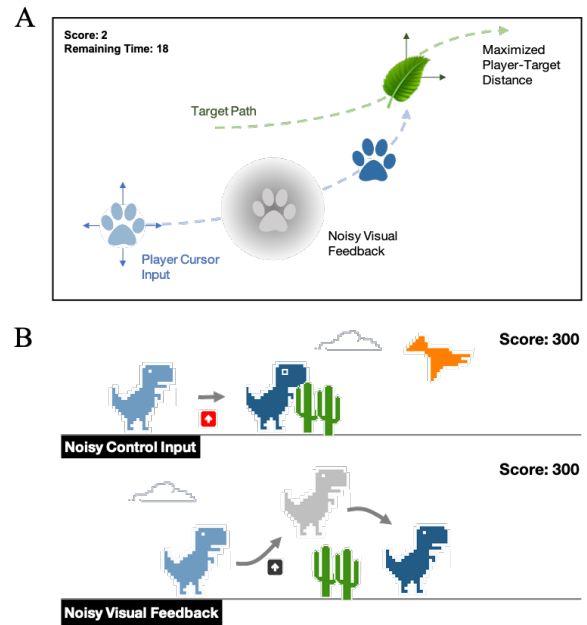 A
Score: 2
Remaining Time: 18
Maximized
Player-Target
Distance
Target Path
Noisy Visual
Feedback
Player Cursor
Input
B
Score: 300
Noisy Control Input
Score: 300
Noisy Visual Feedback